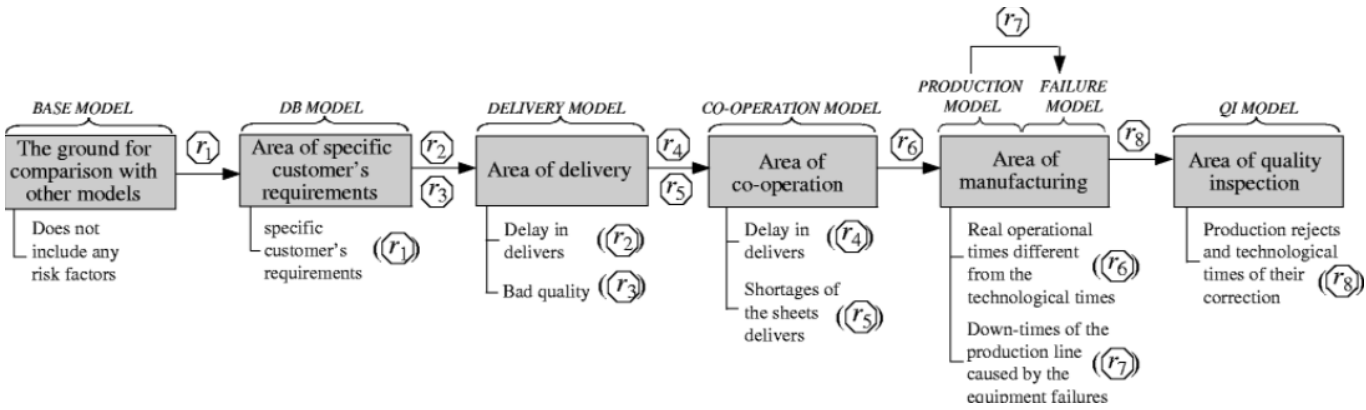 r7
PRODUCTION MODEL
FAILURE MODEL
BASE MODEL
DB MODEL
DELIVERY MODEL
CO-OPERATION MODEL
QI MODEL
The ground for
comparison with
other models
r1
Area of specific
customer's
requirements
r2
r3
Area of delivery
r4
r5
Area of
co-operation
r6
Area of
manufacturing
r8
Area of quality
inspection
Does not
include any
risk factors
specific
customer's
requirements
(r1)
Delay in
delivers
(r2)
Bad quality (r3)
Delay in
delivers
(r4)
Shortages of
the sheets
delivers
(r5)
Real operational
times different
from the
technological times
(r6)
Down-times of the
production line
caused by the
equipment failures
(r7)
Production rejects
and technological
times of their
correction
(r8)